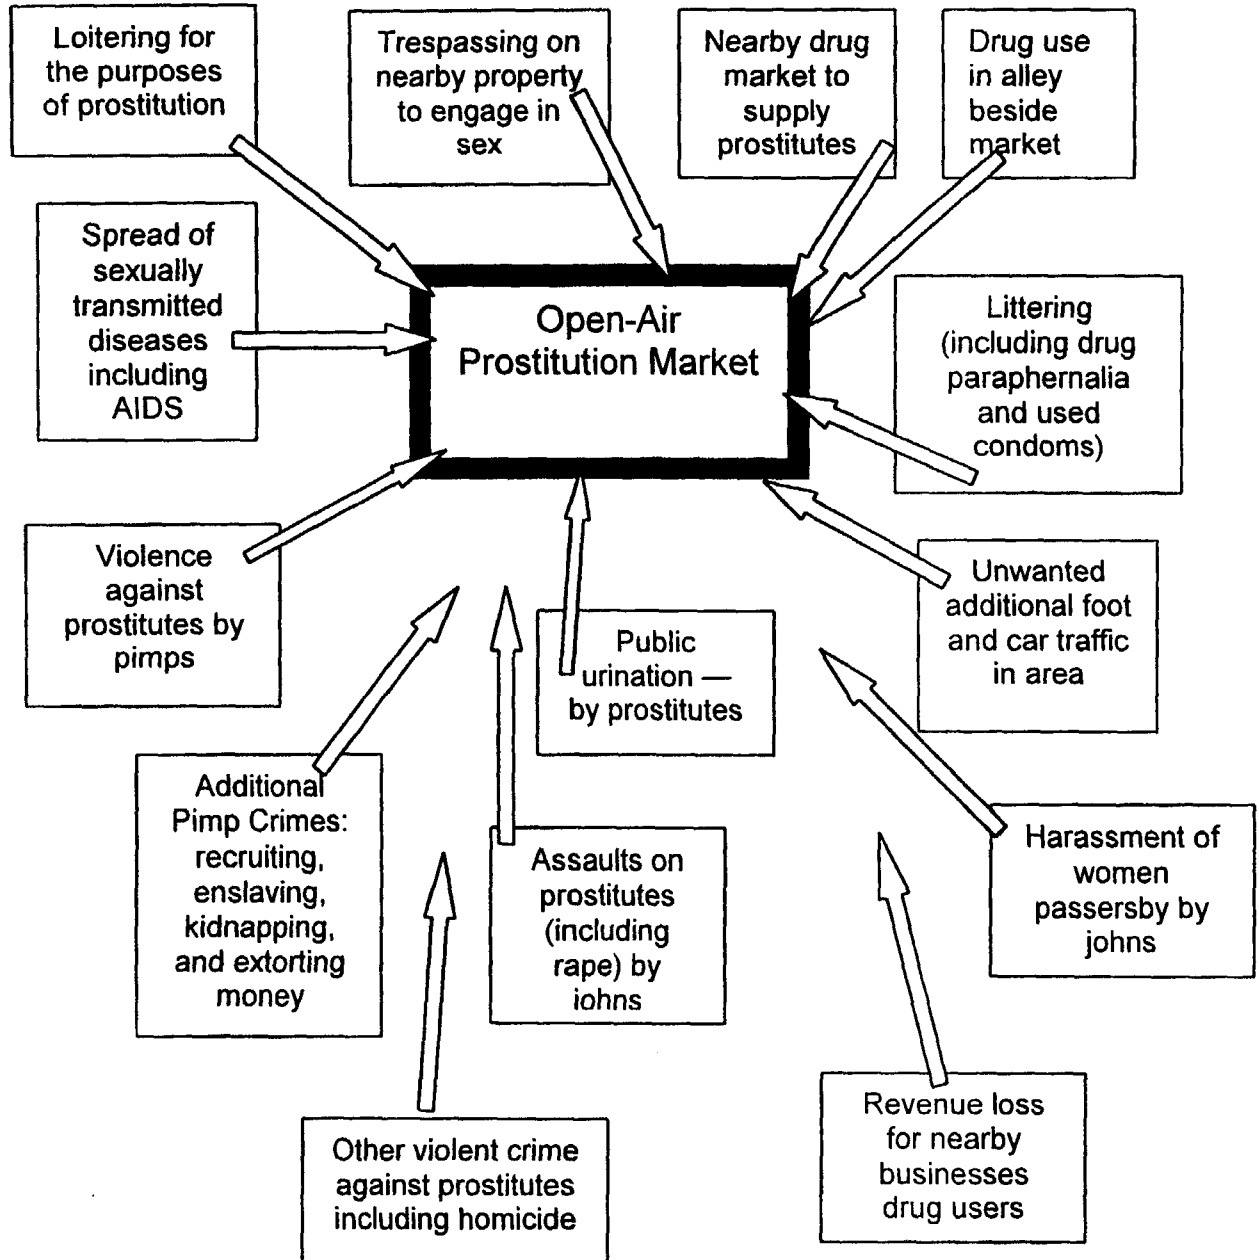 Loitering for
the purposes
of prostitution
Trespassing on
nearby property
to engage in
sex
Nearby drug
market to
supply
prostitutes
Drug use
in alley
beside
market
Spread of
sexually
transmitted
diseases
including
AIDS
Open-Air
Prostitution Market
Littering
(including drug
paraphernalia
and used
condoms)
Violence
against
prostitutes by
pimps
Public
urination —
by prostitutes
Unwanted
additional foot
and car traffic
in area
Additional
Pimp Crimes:
recruiting,
enslaving,
kidnapping,
and extorting
money
Assaults on
prostitutes
(including
rape) by
johns
Harassment of
women
passersby by
johns
Other violent crime
against prostitutes
including homicide
Revenue loss
for nearby
businesses
drug users